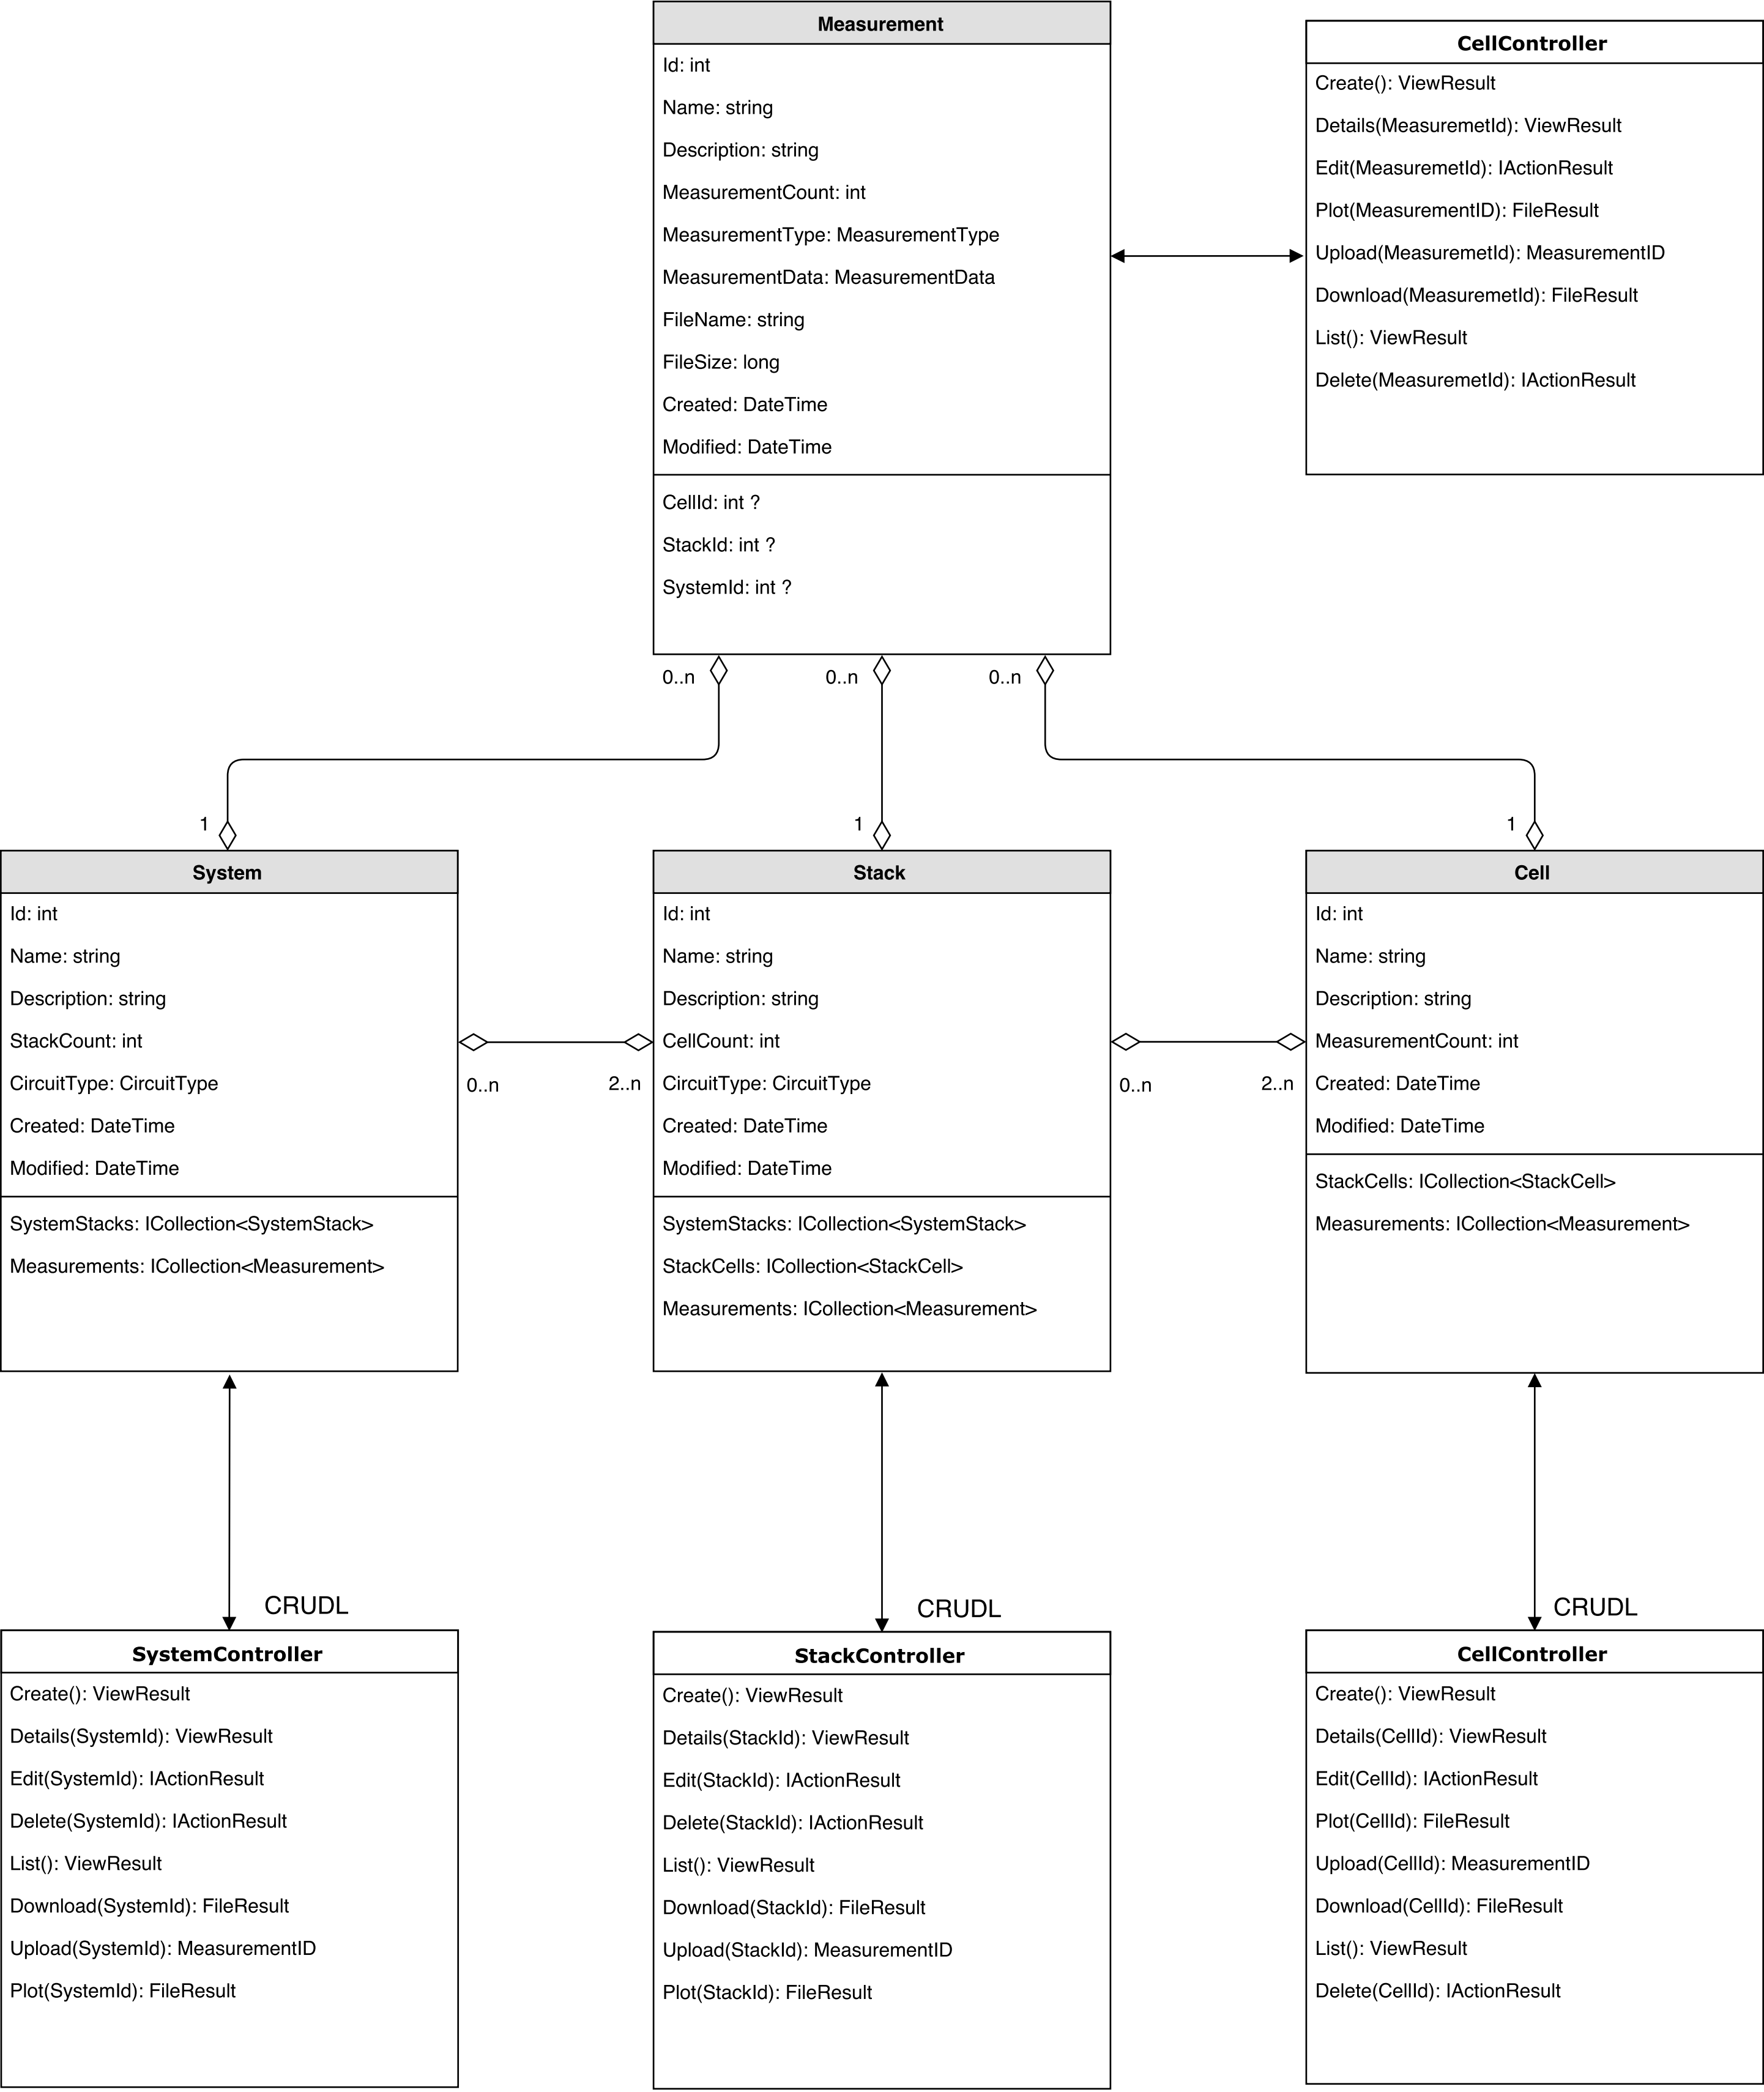 Measurement
Id: int
Name: string
Description: string
MeasurementCount: int
MeasurementType: MeasurementType
MeasurementData: MeasurementData
FileName: string
FileSize: long
Created: DateTime
Modified: DateTime
CellId: int ?
StackId: int ?
SystemId: int ?
CellController
Create(): ViewResult
Details(MeasuremetId): ViewResult
Edit(MeasuremetId): IActionResult
Plot(MeasurementID): FileResult
Upload(MeasuremetId): MeasurementID
Download(MeasuremetId): FileResult
List(): ViewResult
Delete(MeasuremetId): IActionResult
0..n
0..n
0..n
1
1
1
System
Id: int
Name: string
Description: string
StackCount: int
CircuitType: CircuitType
Created: DateTime
Modified: DateTime
SystemStacks: ICollection<SystemStack>
Measurements: ICollection<Measurement>
0..n
2..n
Stack
Id: int
Name: string
Description: string
CellCount: int
CircuitType: CircuitType
Created: DateTime
Modified: DateTime
SystemStacks: ICollection<SystemStack>
StackCells: ICollection<StackCell>
Measurements: ICollection<Measurement>
0..n
2..n
Cell
Id: int
Name: string
Description: string
MeasurementCount: int
Created: DateTime
Modified: DateTime
StackCells: ICollection<StackCell>
Measurements: ICollection<Measurement>
CRUDL
CRUDL
CRUDL
SystemController
Create(): ViewResult
Details(SystemId): ViewResult
Edit(SystemId): IActionResult
Delete(SystemId): IActionResult
List(): ViewResult
Download(SystemId): FileResult
Upload(SystemId): MeasurementID
Plot(SystemId): FileResult
StackController
Create(): ViewResult
Details(StackId): ViewResult
Edit(StackId): IActionResult
Delete(StackId): IActionResult
List(): ViewResult
Download(StackId): FileResult
Upload(StackId): MeasurementID
Plot(StackId): FileResult
CellController
Create(): ViewResult
Details(CellId): ViewResult
Edit(CellId): IActionResult
Plot(CellId): FileResult
Upload(CellId): MeasurementID
Download(CellId): FileResult
List(): ViewResult
Delete(CellId): IActionResult